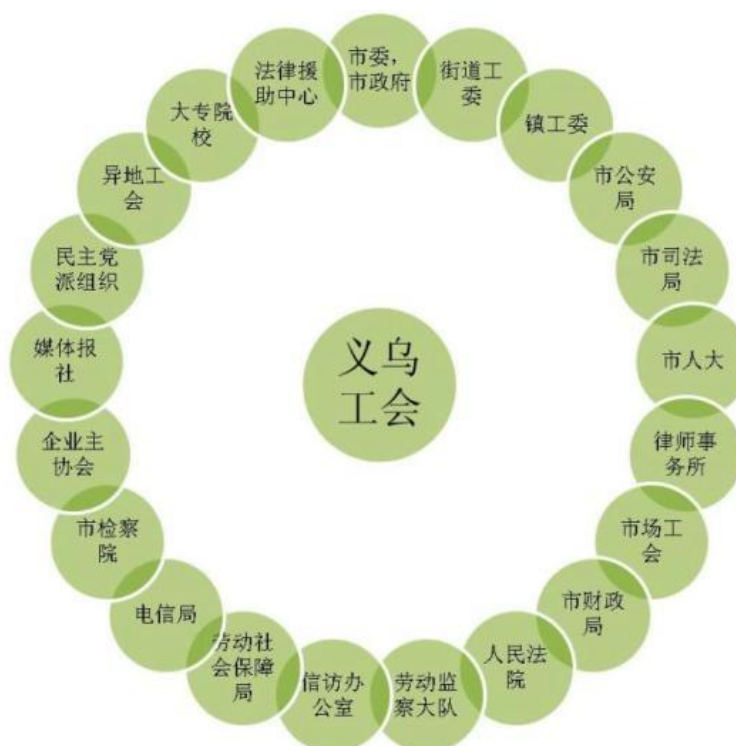 市委，
市政府
街道工
委
镇工委
市公安
局
市司法
局
市人大
律师事
务所
市场工
会
市财政
局
人民法
院
劳动监
察大队
信访办
公室
劳动社
会保障
局
电信局
市检察
院
企业主
协会
媒体报
社
民主党
派组织
异地工
会
大专院
校
法律援
助中心
义乌
工会